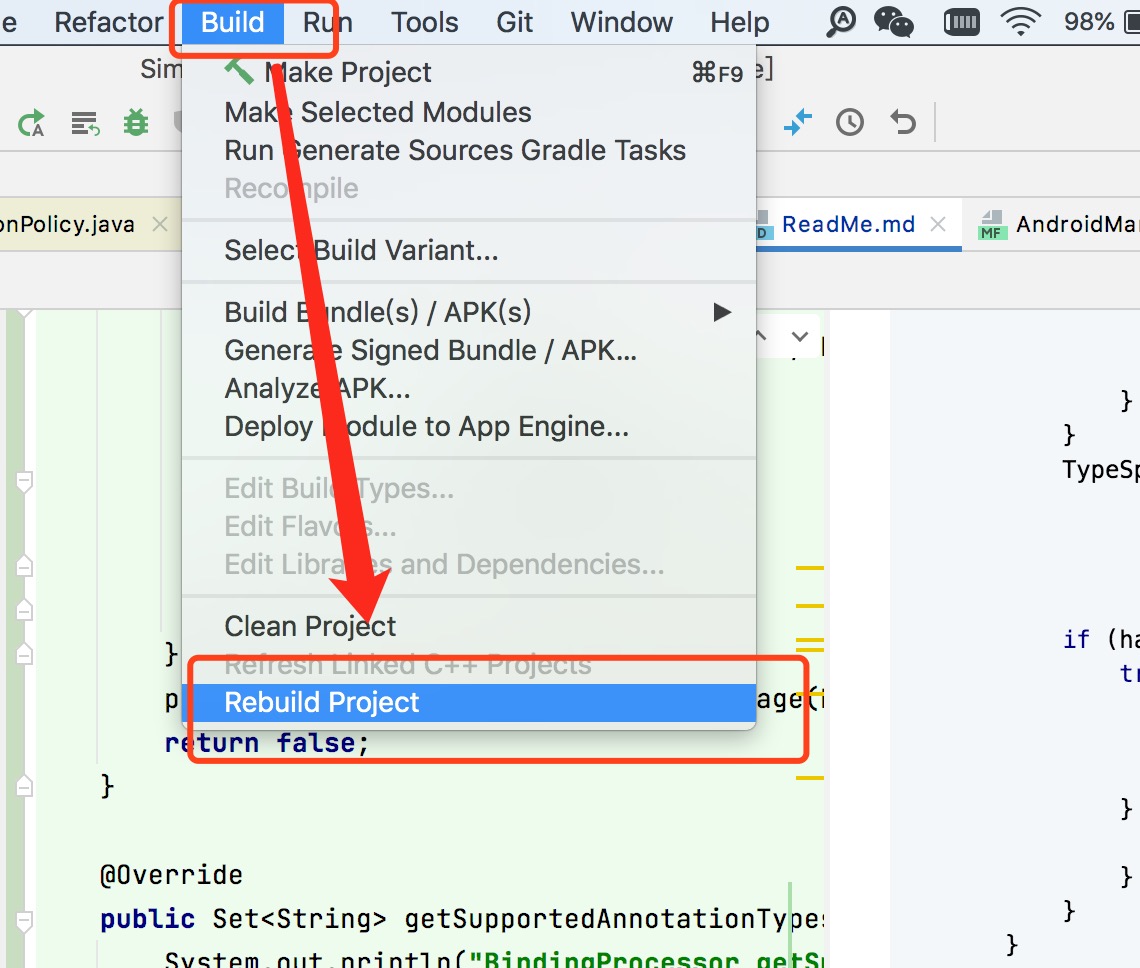 e Refactor Build Run Tools Git Window Help 98%
Sim e]
Make Project ⌘F9
Make Selected Modules
Run Generate Sources Gradle Tasks
Recompile
onPolicy.java ReadMe.md MF AndroidMan
Select Build Variant...
Build Bundle(s) / APK(s)
Generate Signed Bundle / APK...
Analyze APK...
Deploy Module to App Engine...
Edit Build Types...
Edit Flavors...
Edit Libraries and Dependencies...
Clean Project
Refresh Linked C++ Projects
Rebuild Project
}
}
TypeSp
if (ha
tr
}
}
}
}
}
p age(
return false;
}
@Override
public Set<String> getSupportedAnnotationTypes
System.out.println("BindingProcessor getSu